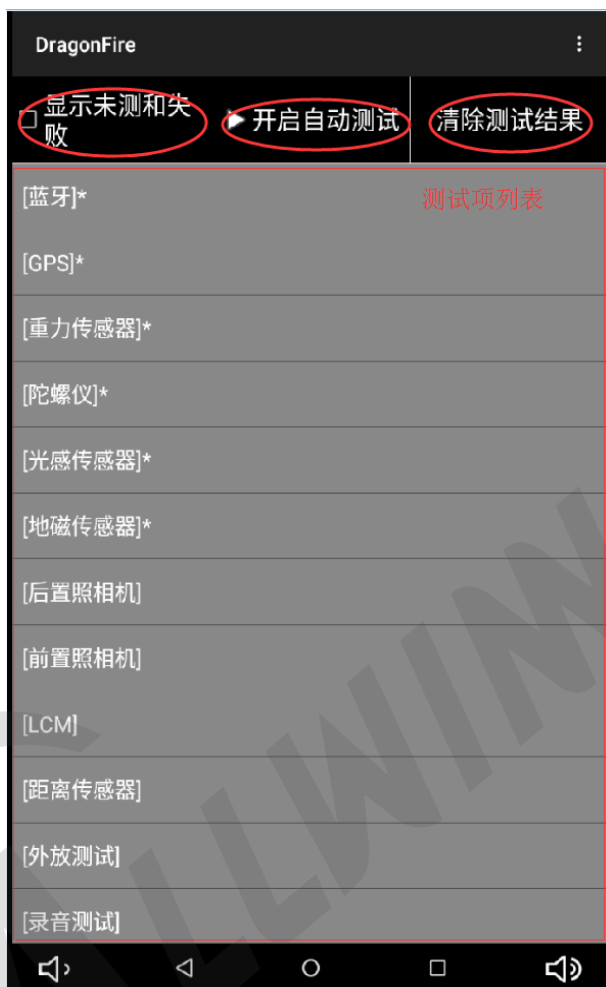 DragonFire
显示未测和失
败
开启自动测试
清除测试结果
[蓝牙]*
测试项列表
[GPS]*
[重力传感器]*
[陀螺仪]*
[光感传感器]*
[地磁传感器]*
[后置照相机]
[前置照相机]
[LCM]
[距离传感器]
[外放测试]
[录音测试]
ALLWIN